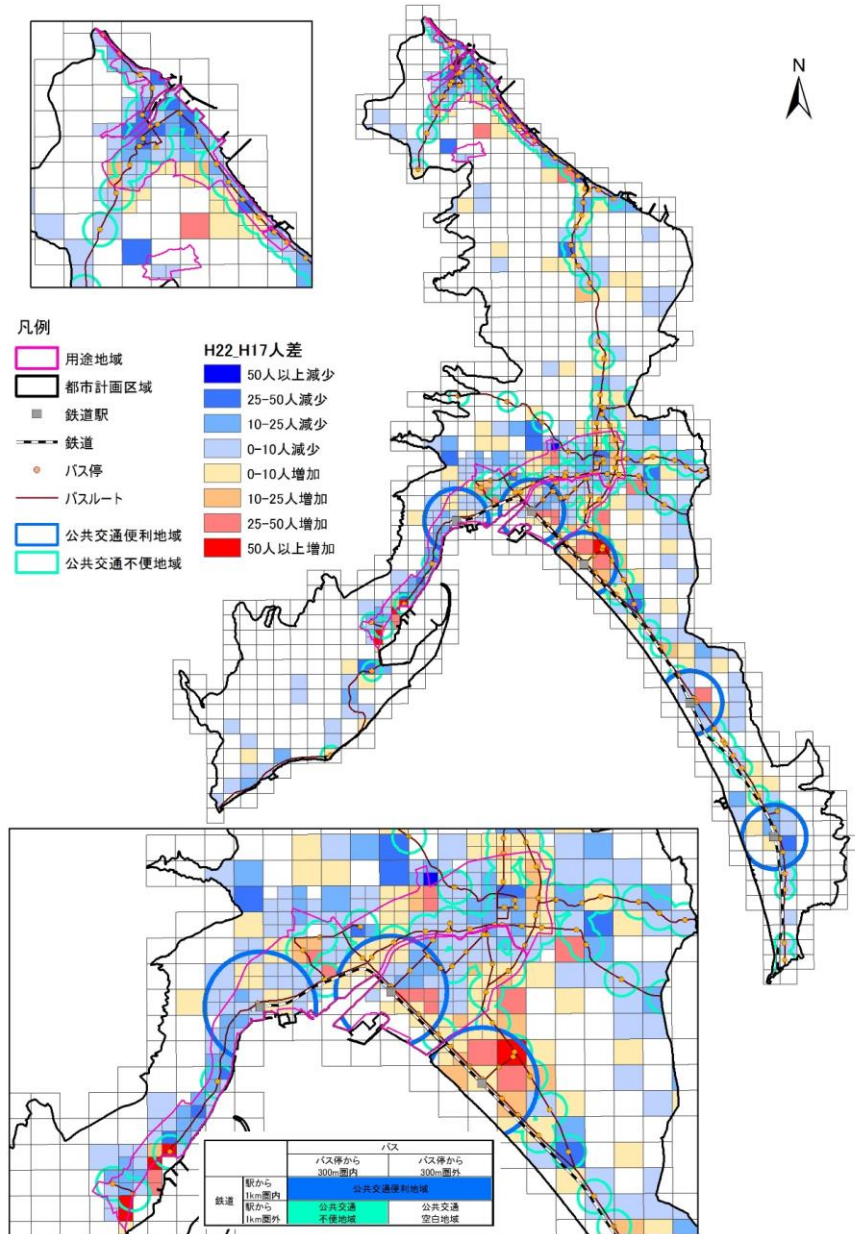 N
凡例
用途地域
都市計画区域
鉄道駅
鉄道
バス停
バスルート
公共交通便利地域
公共交通不便地域
H22_H17人差
50人以上減少
25-50人減少
10-25人減少
0-10人減少
0-10人増加
10-25人増加
25-50人増加
50人以上増加
バス
バス停から
300m圏内
バス停から
300m圏外
鉄道
駅から
1km圏内
公共交通便利地域
駅から
1km圏外
公共交通
不便地域
公共交通
空白地域